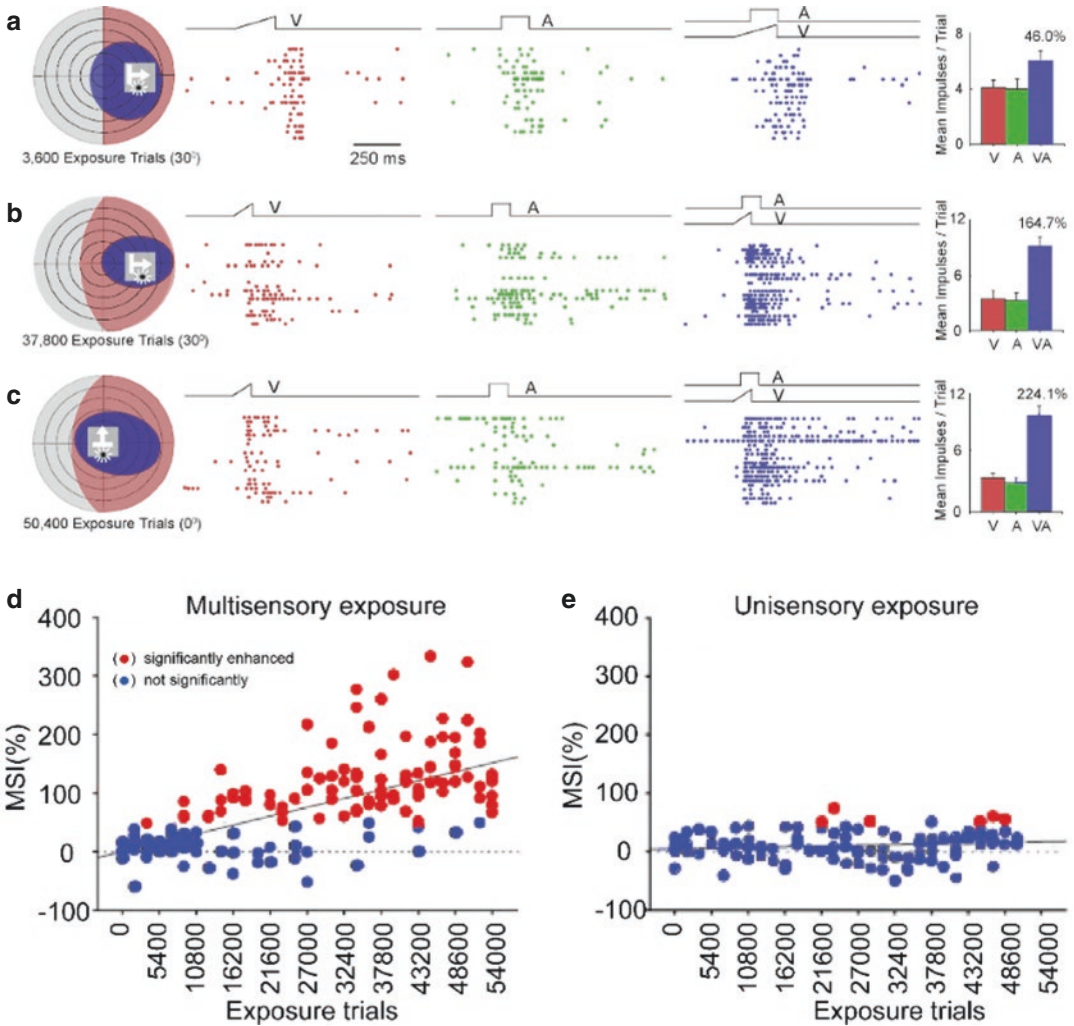 a
V
A
A
V
46.0%
Mean Impulses / Trial
8
4
0
V A VA
250 ms
3,600 Exposure Trials (30⁰)
b
V
A
A
V
164.7%
Mean Impulses / Trial
12
6
0
V A VA
37,800 Exposure Trials (30⁰)
c
V
A
A
V
224.1%
Mean Impulses / Trial
12
6
0
V A VA
50,400 Exposure Trials (0⁰)
d
Multisensory exposure
( ) significantly enhanced
( ) not significantly
MSI(%)
400
300
200
100
0
-100
0 5400 10800 16200 21600 27000 32400 37800 43200 48600 54000
Exposure trials
e
Unisensory exposure
MSI(%)
400
300
200
100
0
-100
0 5400 10800 16200 21600 27000 32400 37800 43200 48600 54000
Exposure trials